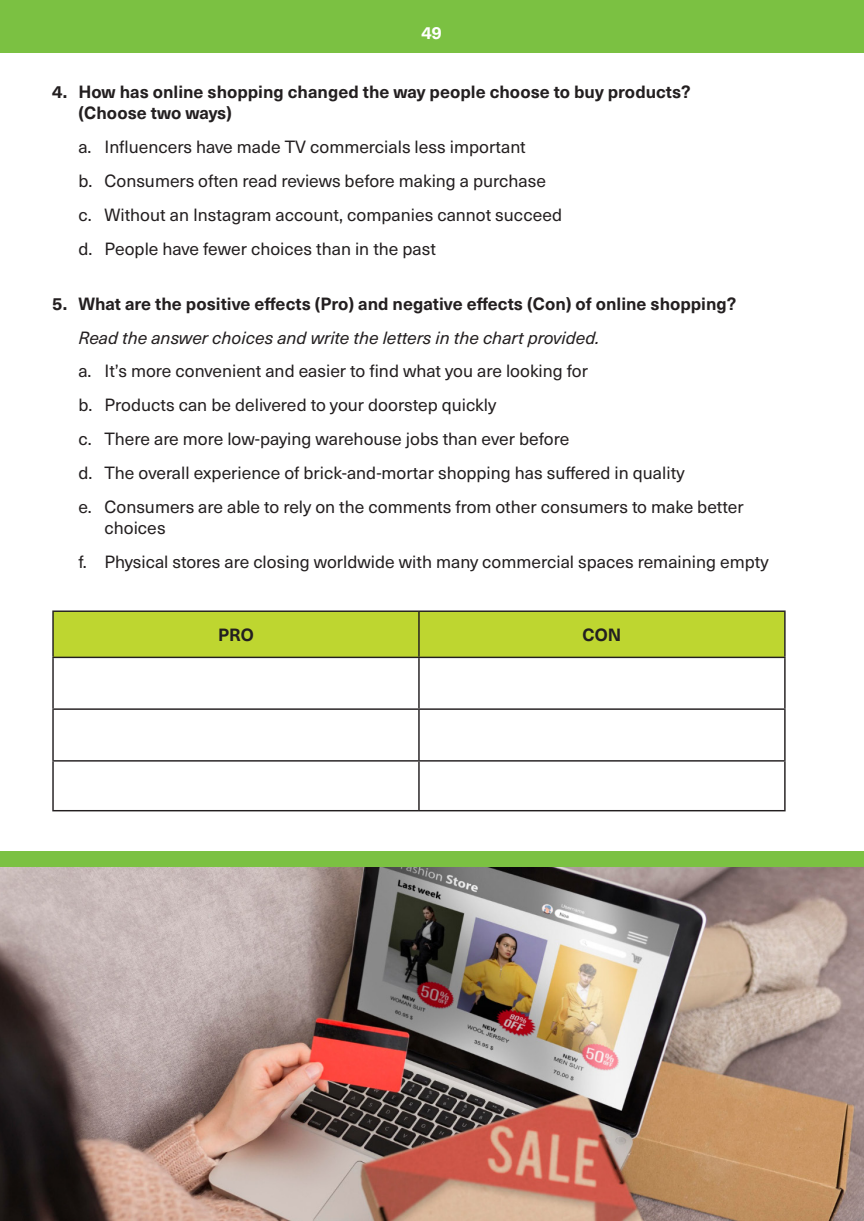 49
4. How has online shopping changed the way people choose to buy products?
(Choose two ways)
a. Influencers have made TV commercials less important
b. Consumers often read reviews before making a purchase
c. Without an Instagram account, companies cannot succeed
d. People have fewer choices than in the past
5. What are the positive effects (Pro) and negative effects (Con) of online shopping?
Read the answer choices and write the letters in the chart provided.
a. It's more convenient and easier to find what you are looking for
b. Products can be delivered to your doorstep quickly
c. There are more low-paying warehouse jobs than ever before
d. The overall experience of brick-and-mortar shopping has suffered in quality
e. Consumers are able to rely on the comments from other consumers to make better
choices
f. Physical stores are closing worldwide with many commercial spaces remaining empty
PRO CON
Fashion Store
Last week
50%
OFF
NEW
WOMAN SUIT
80% OFF
NEW
WOOL JERSEY
50%
NEW
MEN SUIT
70.00 $
SALE